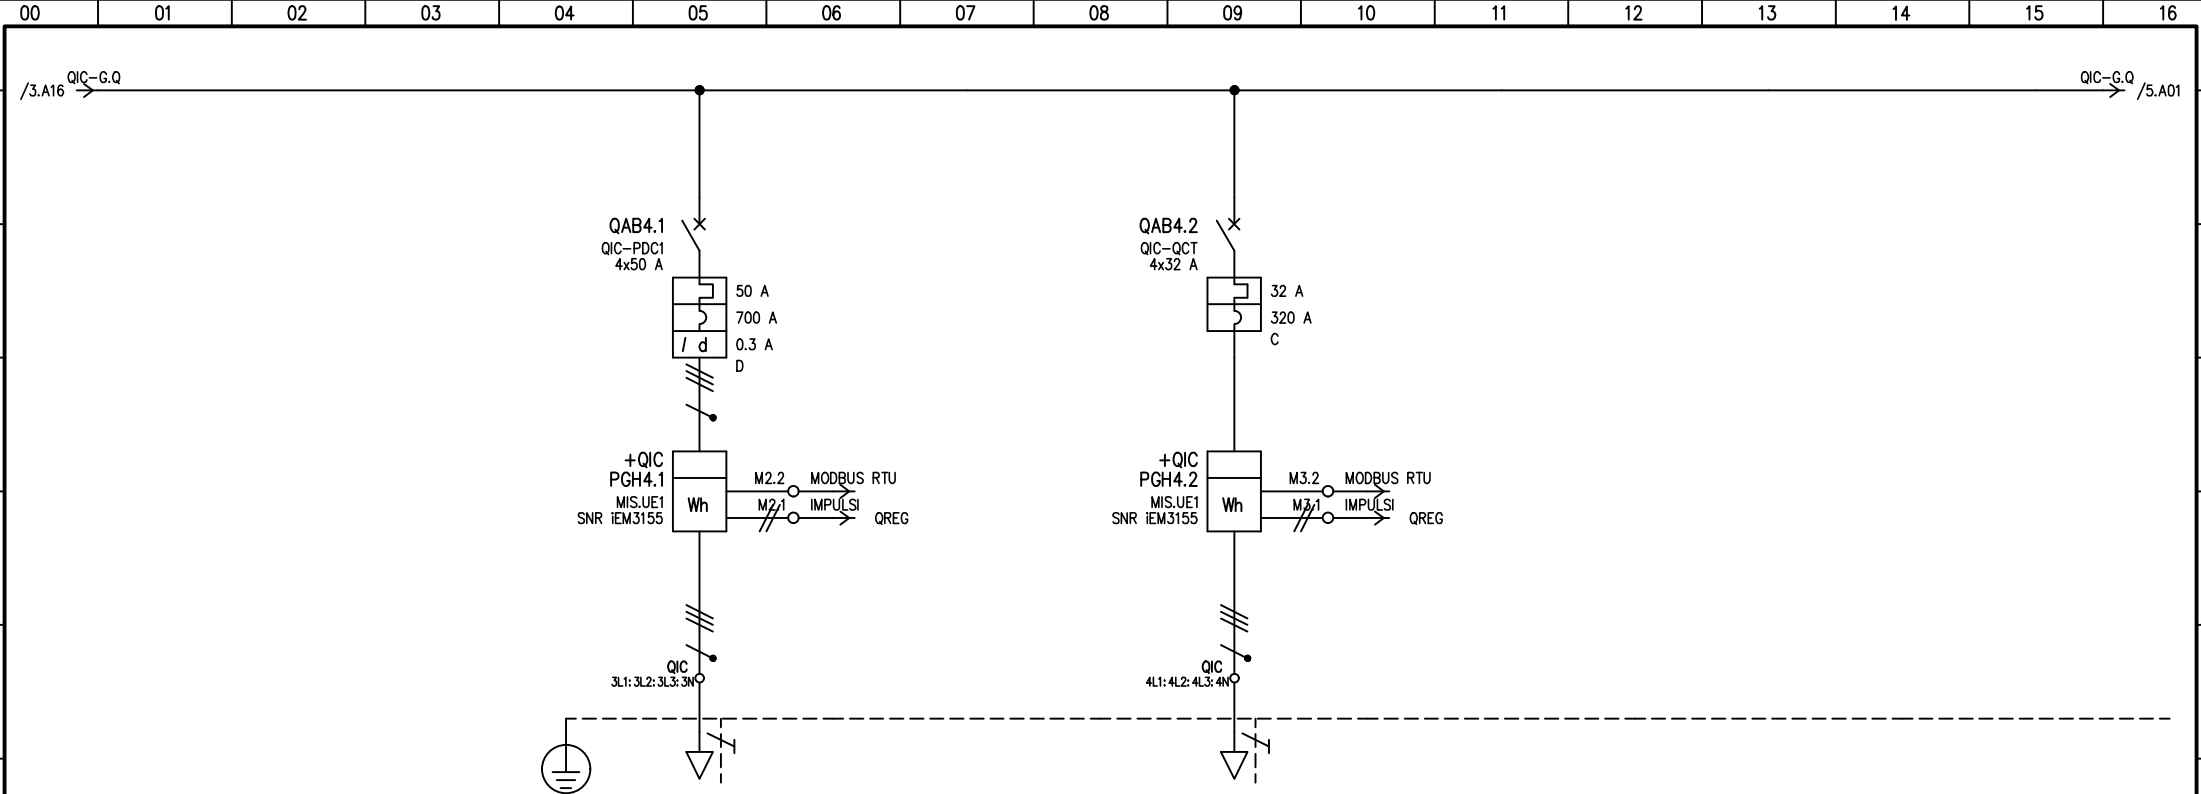 00 01 02 03 04 05 06 07 08 09 10 11 12 13 14 15 16
QIC-G.Q QIC-G.Q
/3.A16 /5.A01
QAB4.1
QIC-PDC1
4x50 A
50 A
700 A
I d 0.3 A
D
+QIC
PGH4.1
MIS.UE1
SNR iEM3155
Wh
M2.2 MODBUS RTU
M2.1 IMPULSI
QREG
QIC
3L1:3L2:3L3:3N
QAB4.2
QIC-QCT
4x32 A
32 A
320 A
C
+QIC
PGH4.2
MIS.UE1
SNR iEM3155
Wh
M3.2 MODBUS RTU
M3.1 IMPULSI
QREG
QIC
4L1:4L2:4L3:4N